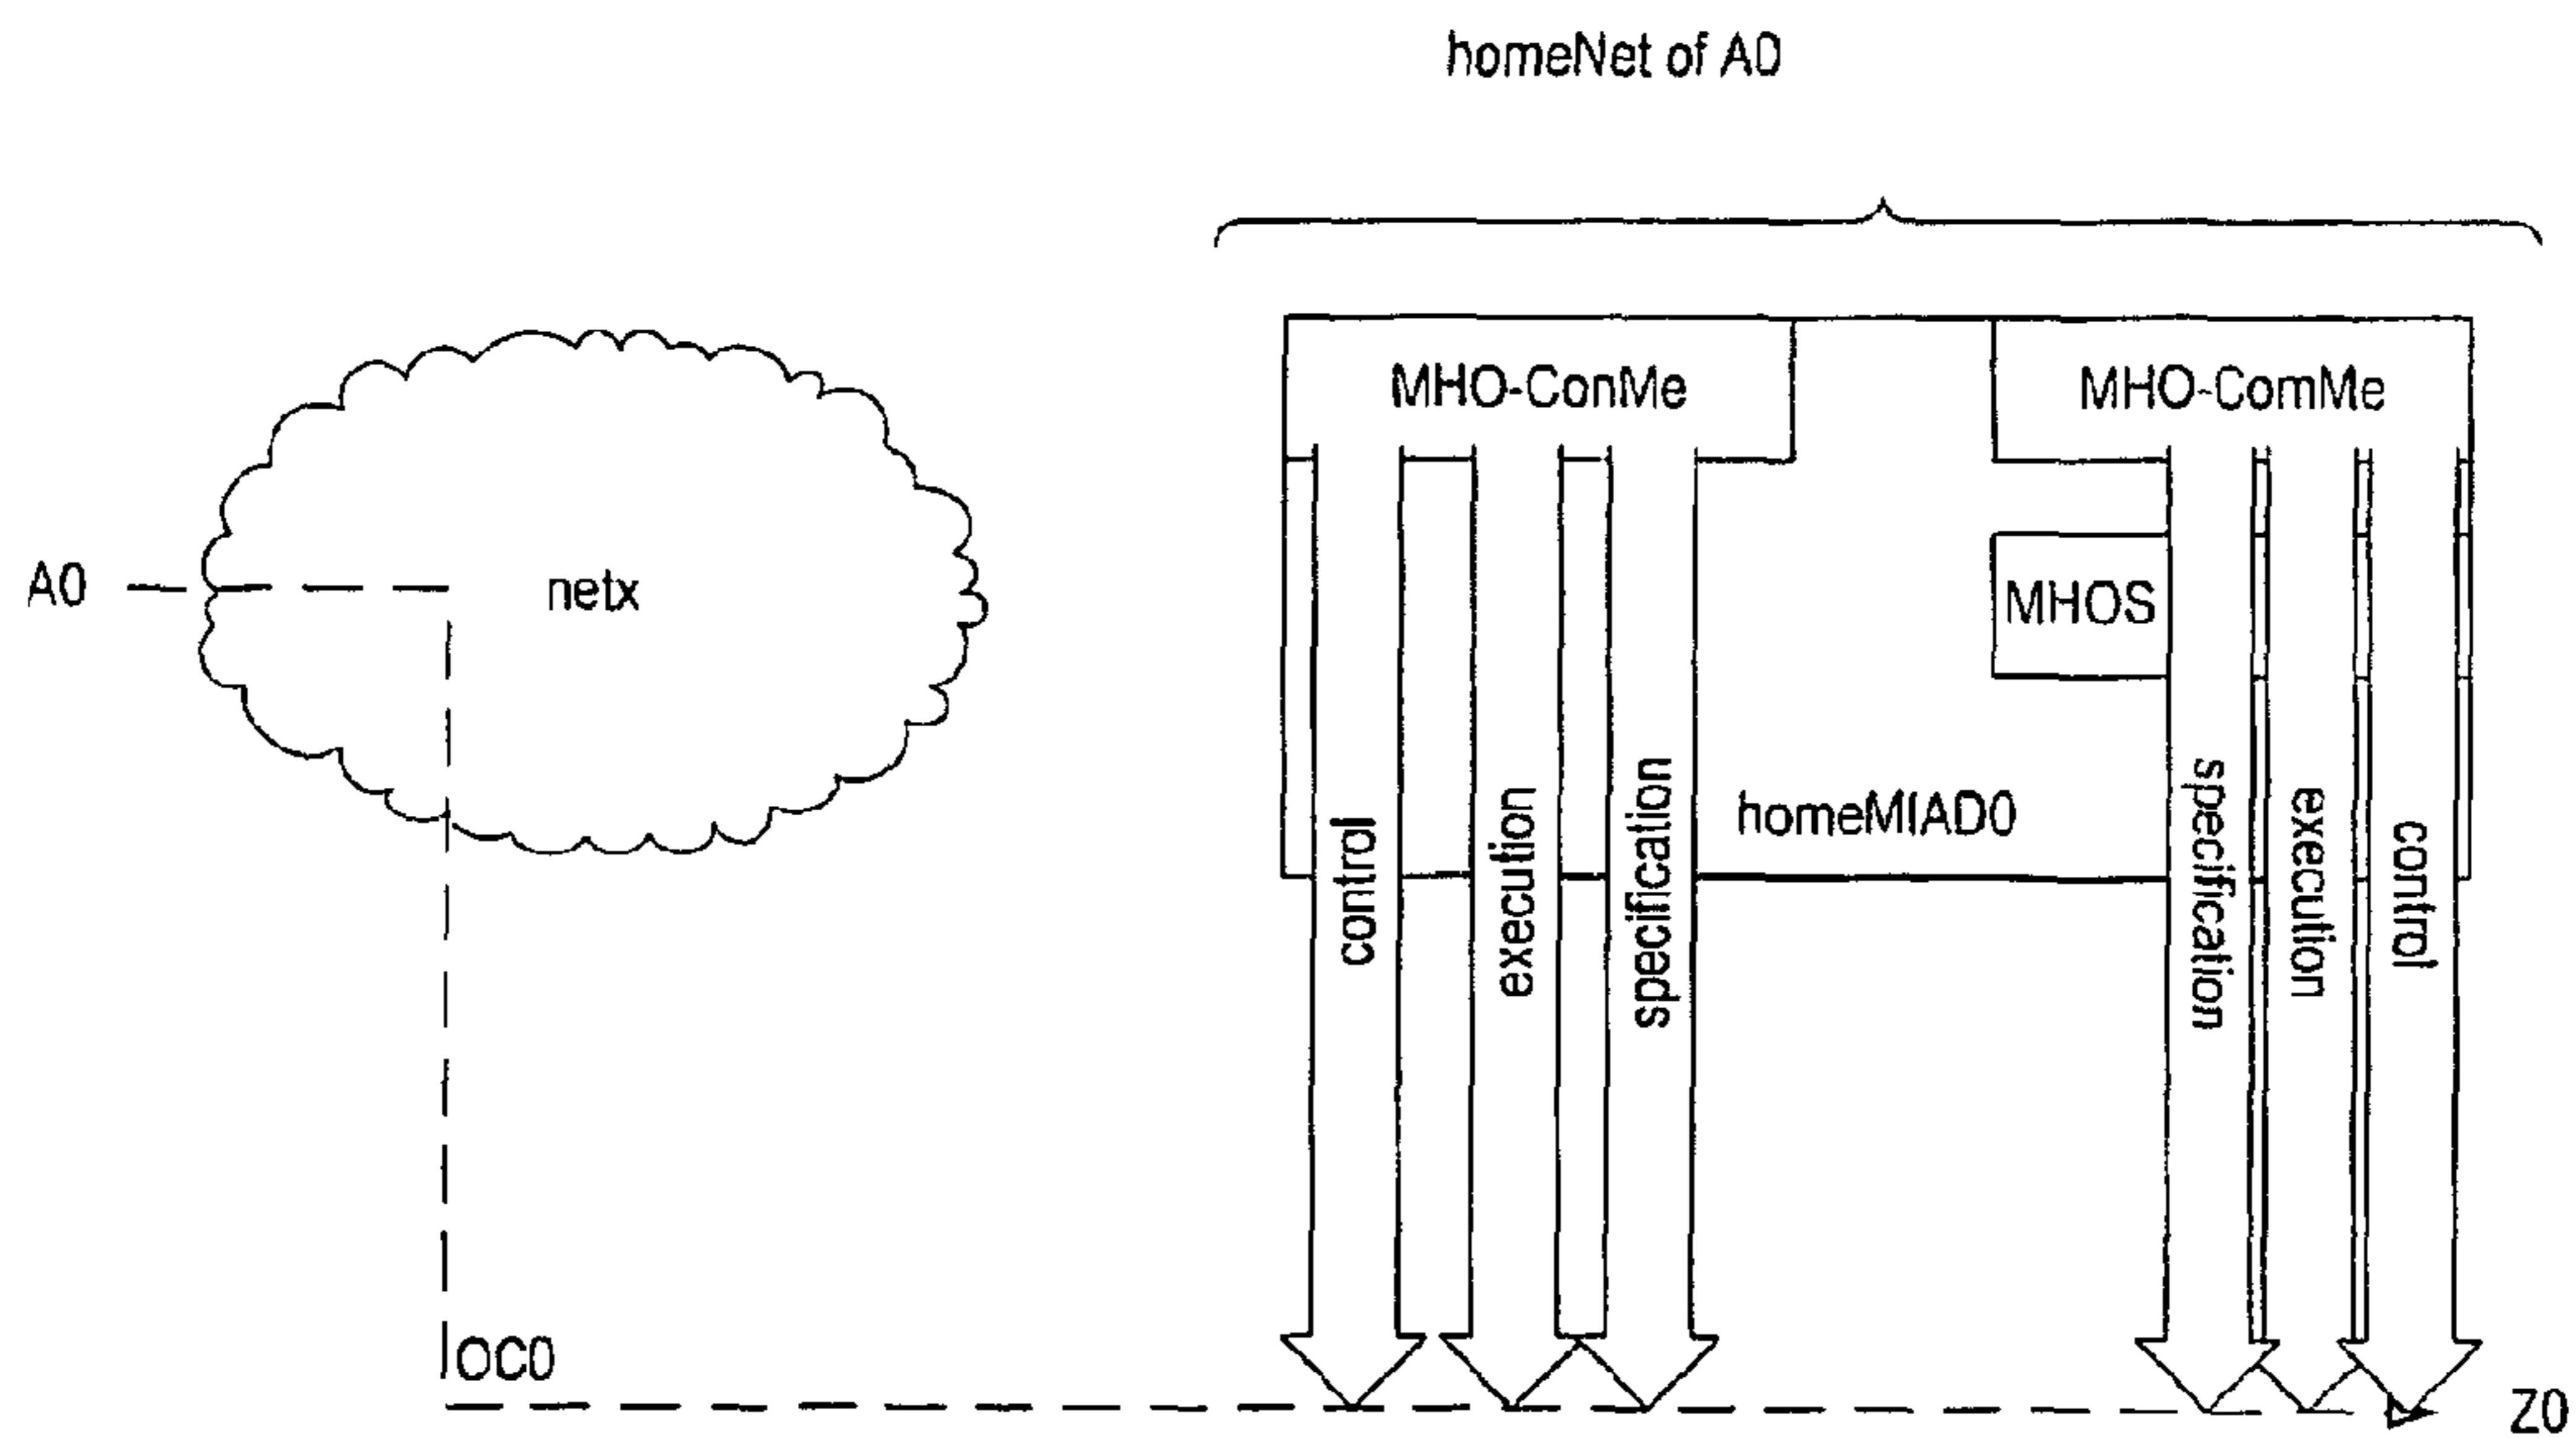 homeNet of A0
MHO-ConMe
MHO-ComMe
A0
netx
MHOS
homeMIAD0
control
execution
specification
specification
execution
control
OC0
Z0